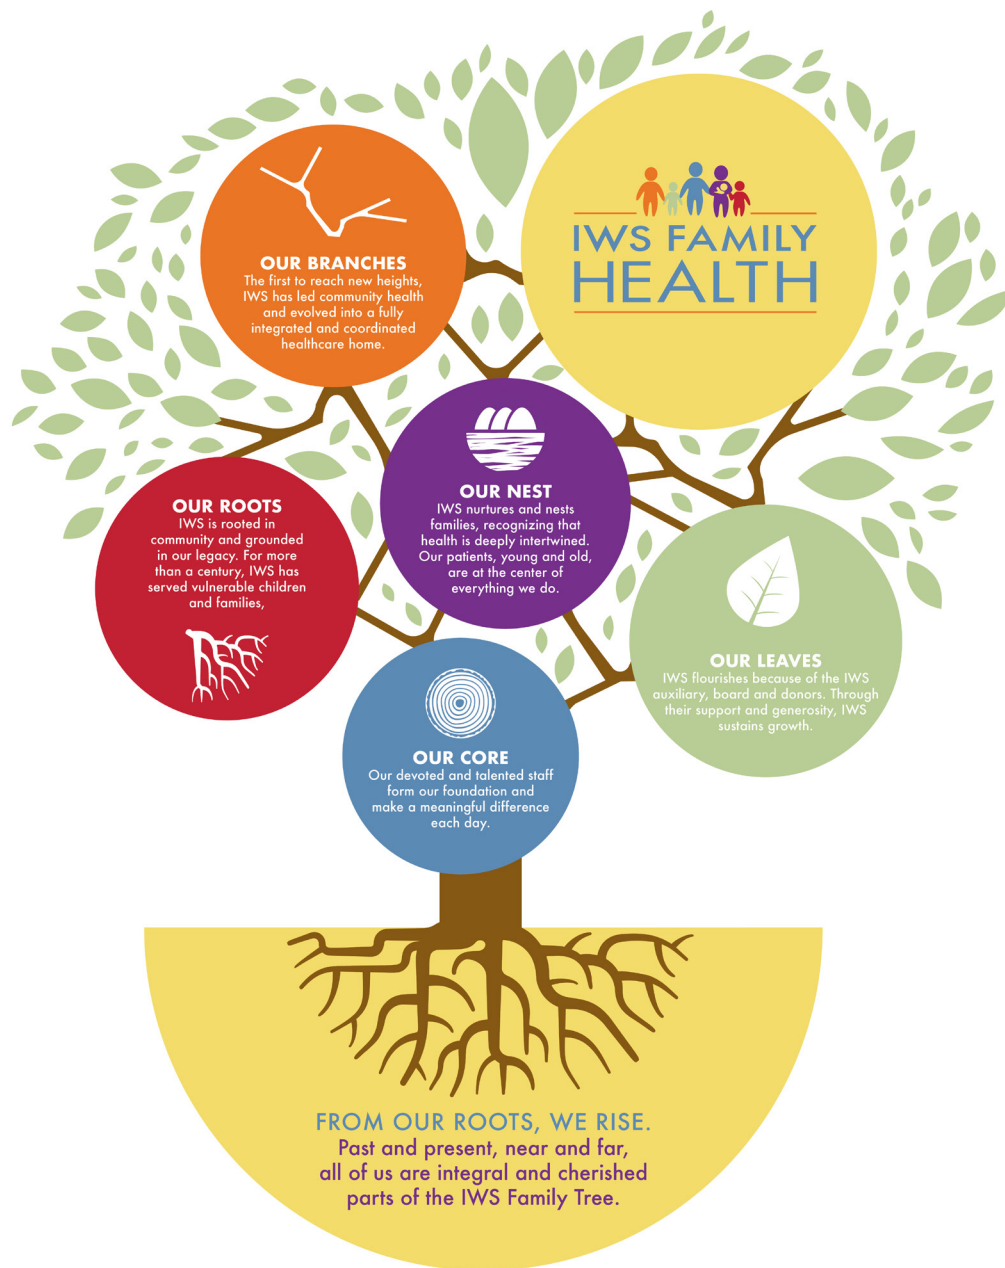 IWS FAMILY
HEALTH
OUR BRANCHES
The first to reach new heights,
IWS has led community health
and evolved into a fully
integrated and coordinated
healthcare home.
OUR NEST
IWS nurtures and nests
families, recognizing that
health is deeply intertwined.
Our patients, young and old,
are at the center of
everything we do.
OUR ROOTS
IWS is rooted in
community and grounded
in our legacy. For more
than a century, IWS has
served vulnerable children
and families,
OUR LEAVES
IWS flourishes because of the IWS
auxiliary, board and donors. Through
their support and generosity, IWS
sustains growth.
OUR CORE
Our devoted and talented staff
form our foundation and
make a meaningful difference
each day.
FROM OUR ROOTS, WE RISE.
Past and present, near and far,
all of us are integral and cherished
parts of the IWS Family Tree.